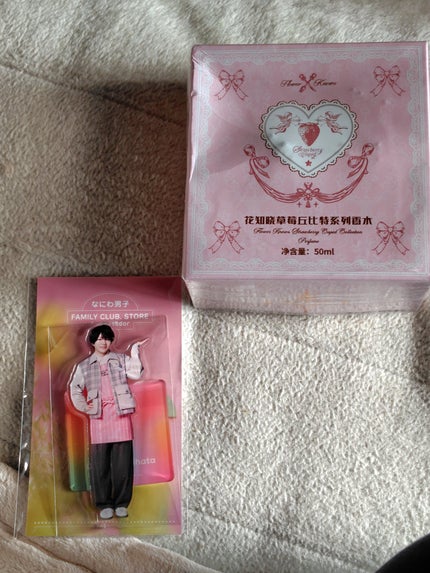 Flower Knows
Strawberry
Cupid
花知晓草莓丘比特系列香水
Flower Knows Strawberry Cupid Collection
Perfume
净含量：50ml
なにわ男子
FAMILY CLUB STORE